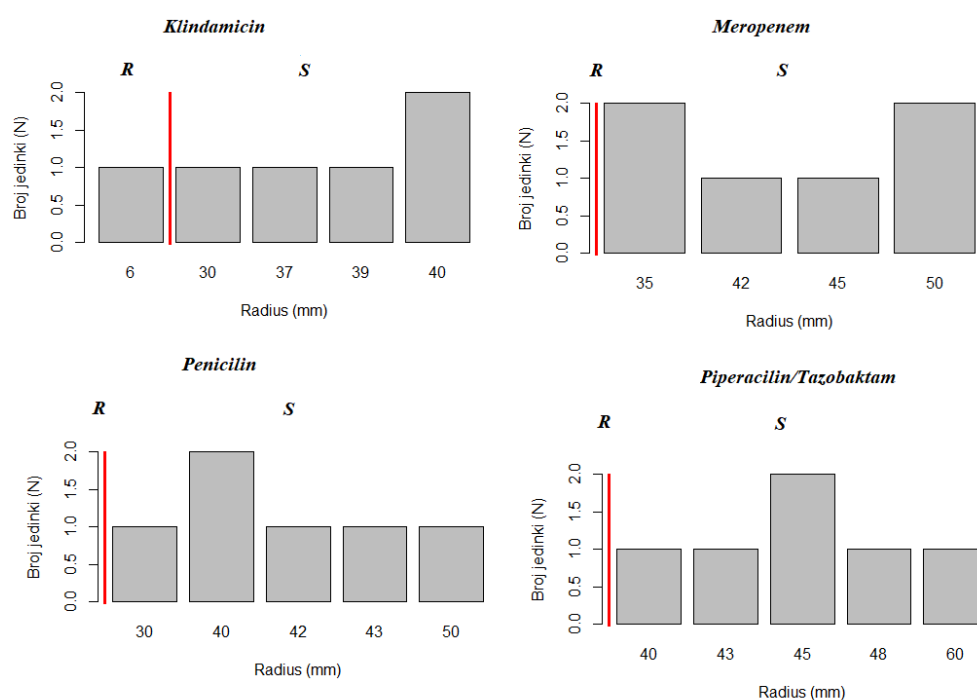 Klindamicin
R
S
Broj jedinki (N)
0.0 0.5 1.0 1.5 2.0
6 30 37 39 40
Radius (mm)
Meropenem
R
S
Broj jedinki (N)
0.0 0.5 1.0 1.5 2.0
35 42 45 50
Radius (mm)
Penicilin
R
S
Broj jedinki (N)
0.0 0.5 1.0 1.5 2.0
30 40 42 43 50
Radius (mm)
Piperacilin/Tazobaktam
R
S
Broj jedinki (N)
0.0 0.5 1.0 1.5 2.0
40 43 45 48 60
Radius (mm)